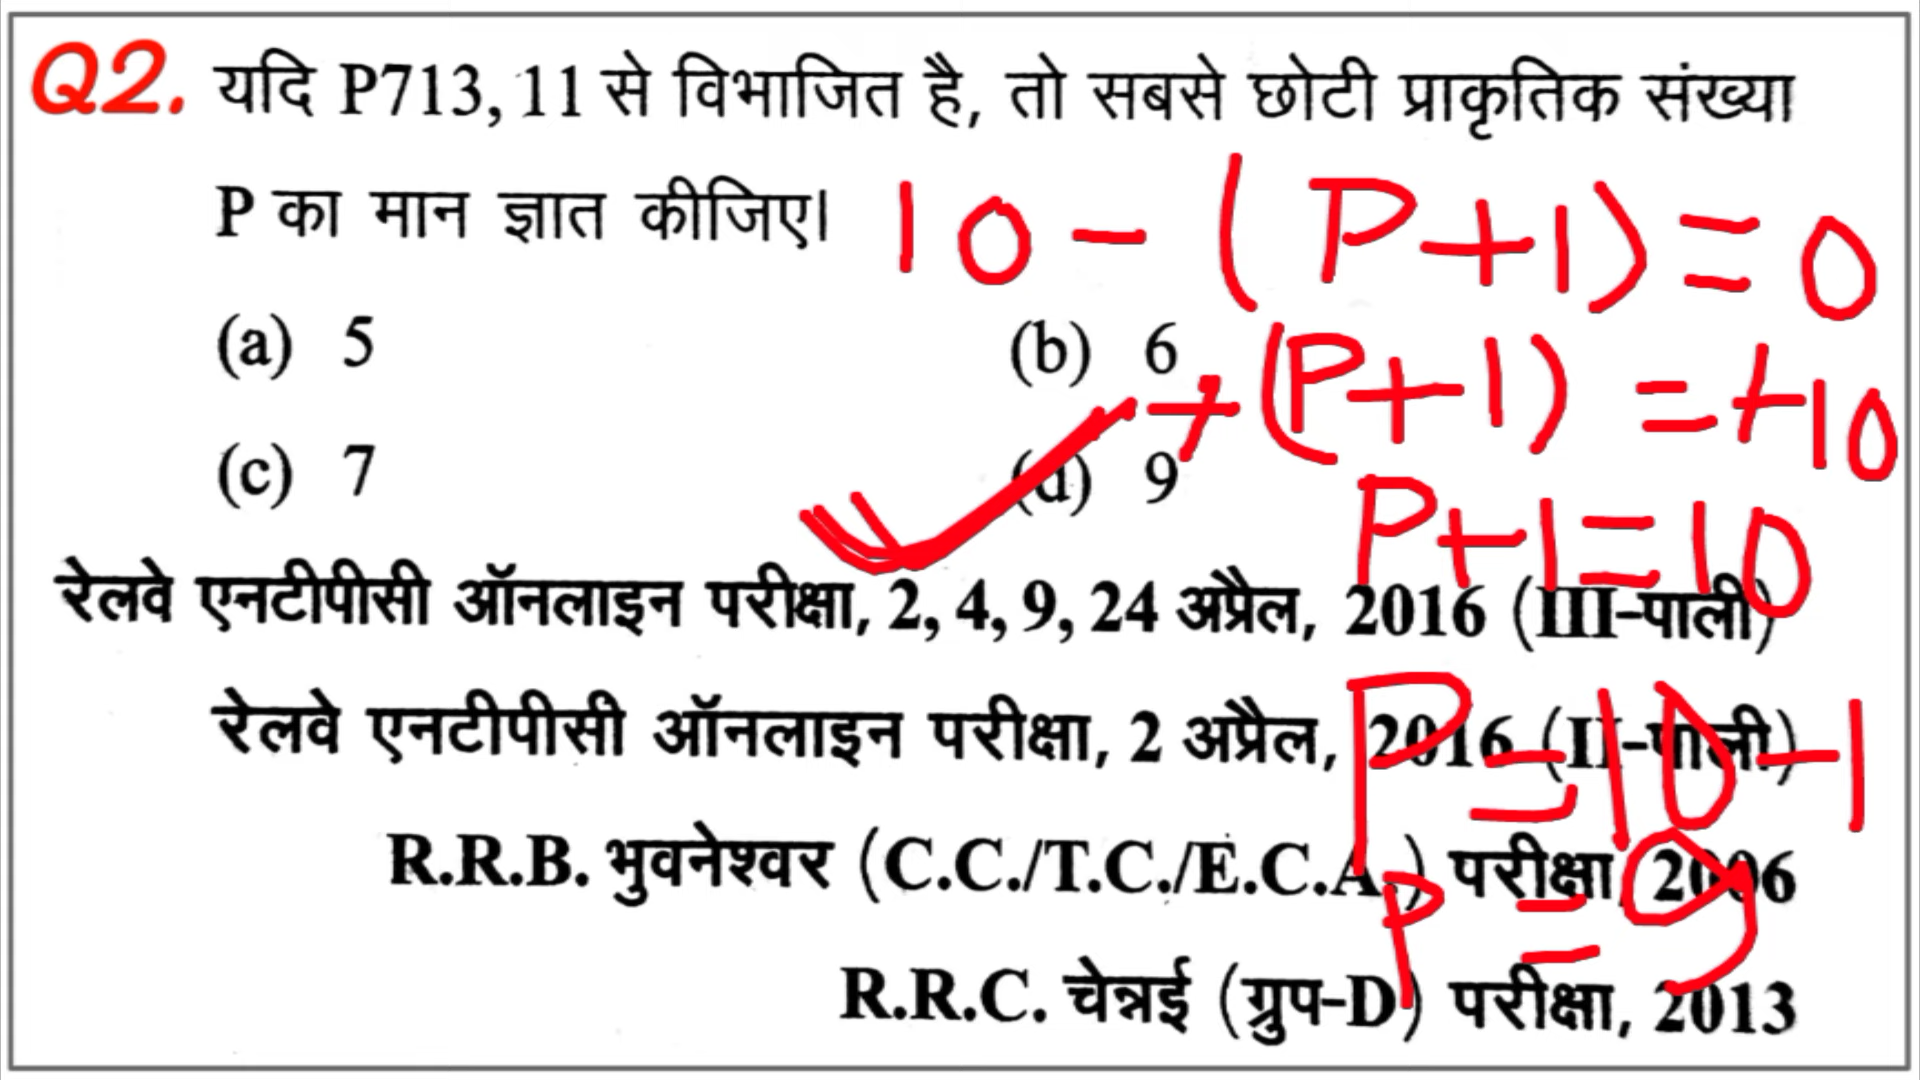 Q2. यदि P713, 11 से विभाजित है, तो सबसे छोटी प्राकृतिक संख्या
P का मान ज्ञात कीजिए।
10 - (P+1) = 0
(a) 5 (b) 6
+ (P+1) = +10
(c) 7 (d) 9
P+1=10
रेलवे एनटीपीसी ऑनलाइन परीक्षा, 2, 4, 9, 24 अप्रैल, 2016 (III-पाली)
रेलवे एनटीपीसी ऑनलाइन परीक्षा, 2 अप्रैल, 2016 (II-पाली)
P=10-1
R.R.B. भुवनेश्वर (C.C./T.C./E.C.A.) परीक्षा, 2006
P = 9
R.R.C. चेन्नई (ग्रुप-D) परीक्षा, 2013